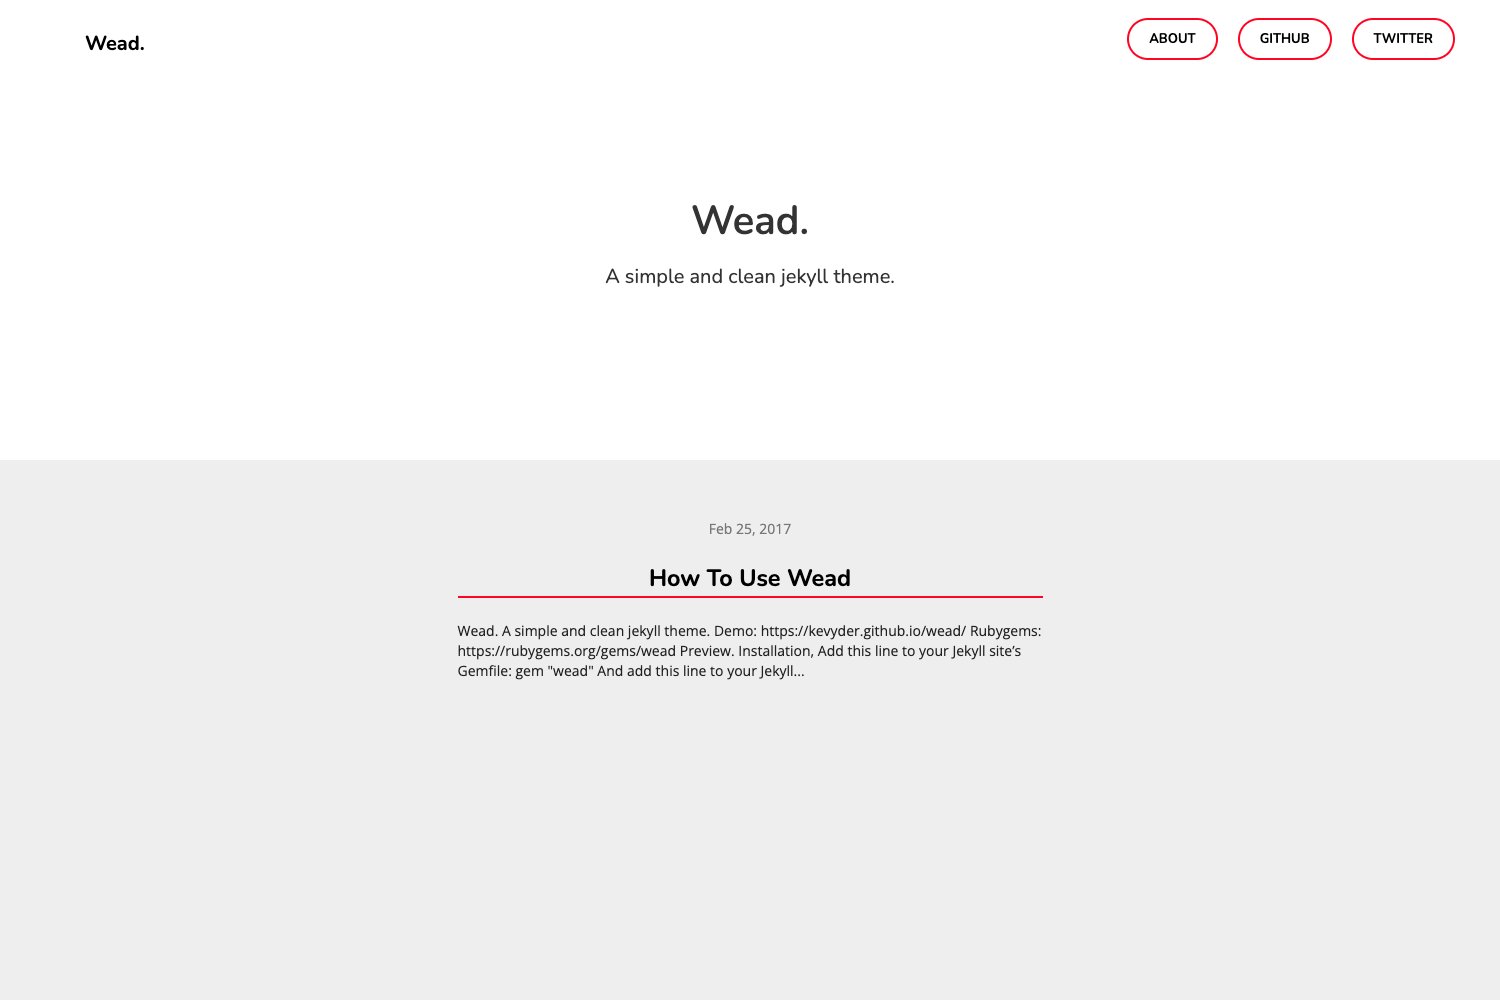 Wead.
ABOUT
GITHUB
TWITTER
Wead.
A simple and clean jekyll theme.
Feb 25, 2017
How To Use Wead
Wead. A simple and clean jekyll theme. Demo: https://kevyder.github.io/wead/ Rubygems:
https://rubygems.org/gems/wead Preview. Installation, Add this line to your Jekyll site’s
Gemfile: gem "wead" And add this line to your Jekyll...